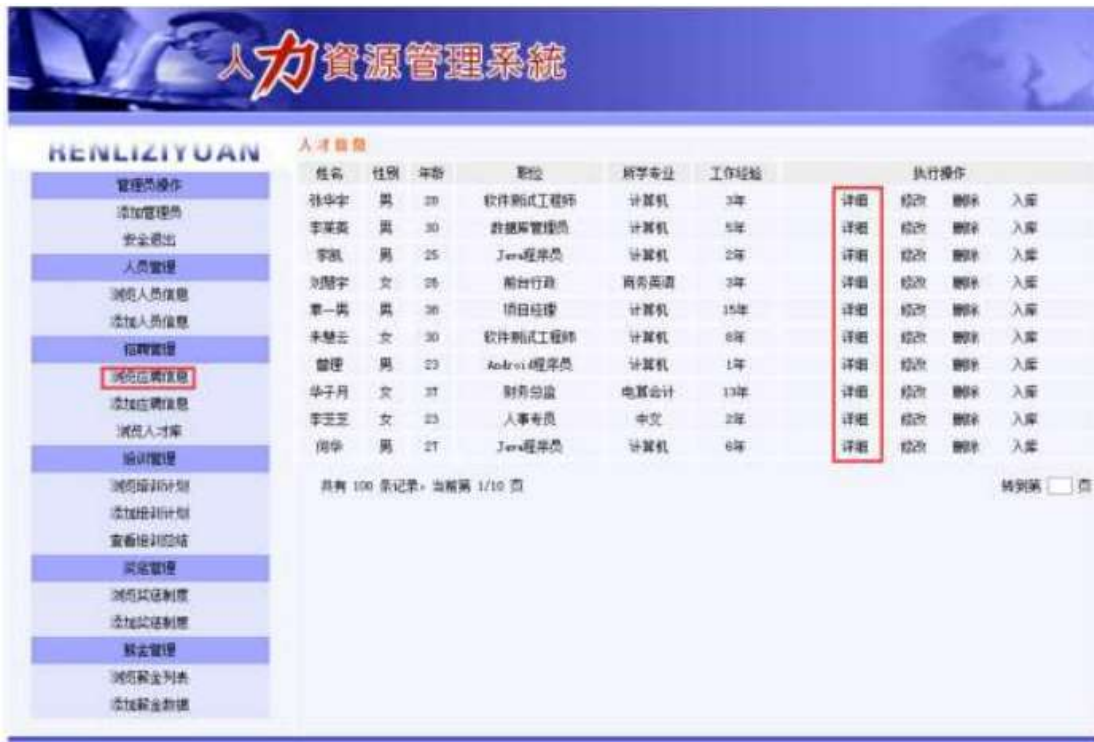 人力資源管理系統
RENLIZIYUAN
管理员操作
添加管理员
安全退出
人员管理
浏览人员信息
添加人员信息
招聘管理
浏览应聘信息
添加应聘信息
浏览人才库
培训管理
浏览培训计划
添加培训计划
查看培训总结
奖惩管理
浏览奖惩制度
添加奖惩制度
薪金管理
浏览薪金列表
添加薪金数据
人才信息
姓名 性别 年龄 职位 所学专业 工作经验 执行操作
张华宇 男 28 软件测试工程师 计算机 3年 详细 修改 删除 入库
李某英 男 30 数据库管理员 计算机 5年 详细 修改 删除 入库
李凯 男 25 Java程序员 计算机 2年 详细 修改 删除 入库
刘慧宇 女 前台行政 商务英语 3年 详细 修改 删除 入库
章一男 男 项目经理 计算机 15年 详细 修改 删除 入库
朱慧云 女 30 软件测试工程师 计算机 详细 修改 删除 入库
曾理 男 23 Android程序员 计算机 1年 详细 修改 删除 入库
华子月 女 37 财务总监 电算会计 13年 详细 修改 删除 入库
李芝芝 女 23 人事专员 中文 2年 详细 修改 删除 入库
何华 男 27 Java程序员 计算机 6年 详细 修改 删除 入库
共有 100 条记录，当前第 1/10 页
转到第 页